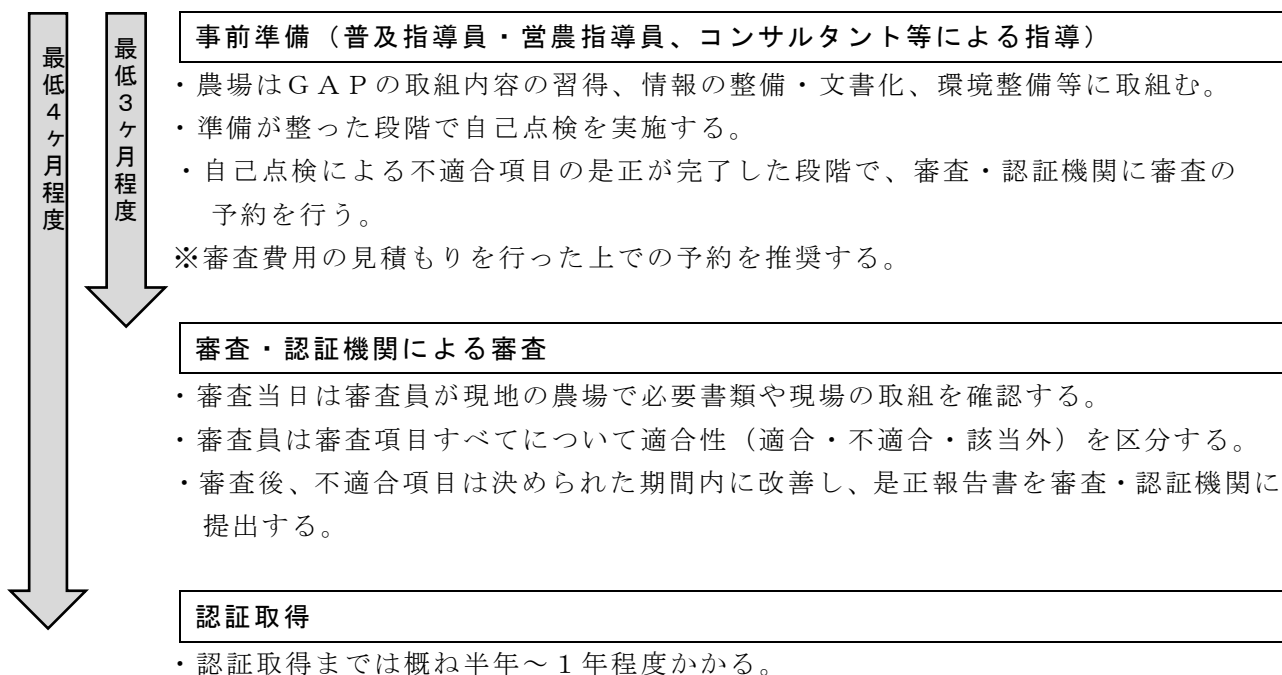 最低4ヶ月程度
最低3ヶ月程度
事前準備（普及指導員・営農指導員、コンサルタント等による指導）
・農場はＧＡＰの取組内容の習得、情報の整備・文書化、環境整備等に取組む。
・準備が整った段階で自己点検を実施する。
・自己点検による不適合項目の是正が完了した段階で、審査・認証機関に審査の
予約を行う。
※審査費用の見積もりを行った上での予約を推奨する。
審査・認証機関による審査
・審査当日は審査員が現地の農場で必要書類や現場の取組を確認する。
・審査員は審査項目すべてについて適合性（適合・不適合・該当外）を区分する。
・審査後、不適合項目は決められた期間内に改善し、是正報告書を審査・認証機関に
提出する。
認証取得
・認証取得までは概ね半年～１年程度かかる。